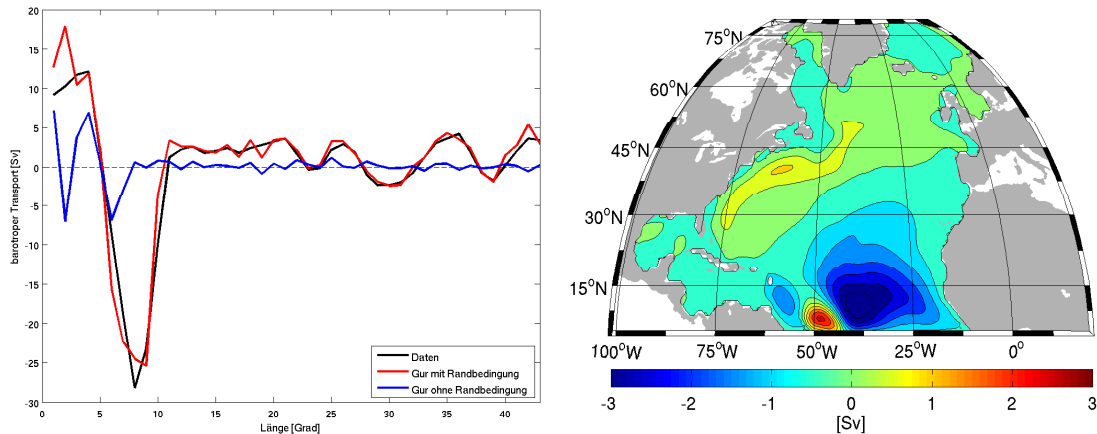 20
15
10
5
0
-5
-10
-15
-20
-25
-30
barotroper Transport [Sv]
0 5 10 15 20 25 30 35 40
Länge [Grad]
Daten
Gur mit Randbedingung
Gur ohne Randbedingung
75°N
60°N
45°N
30°N
15°N
100°W 75°W 50°W 25°W 0°
-3 -2 -1 0 1 2 3
[Sv]